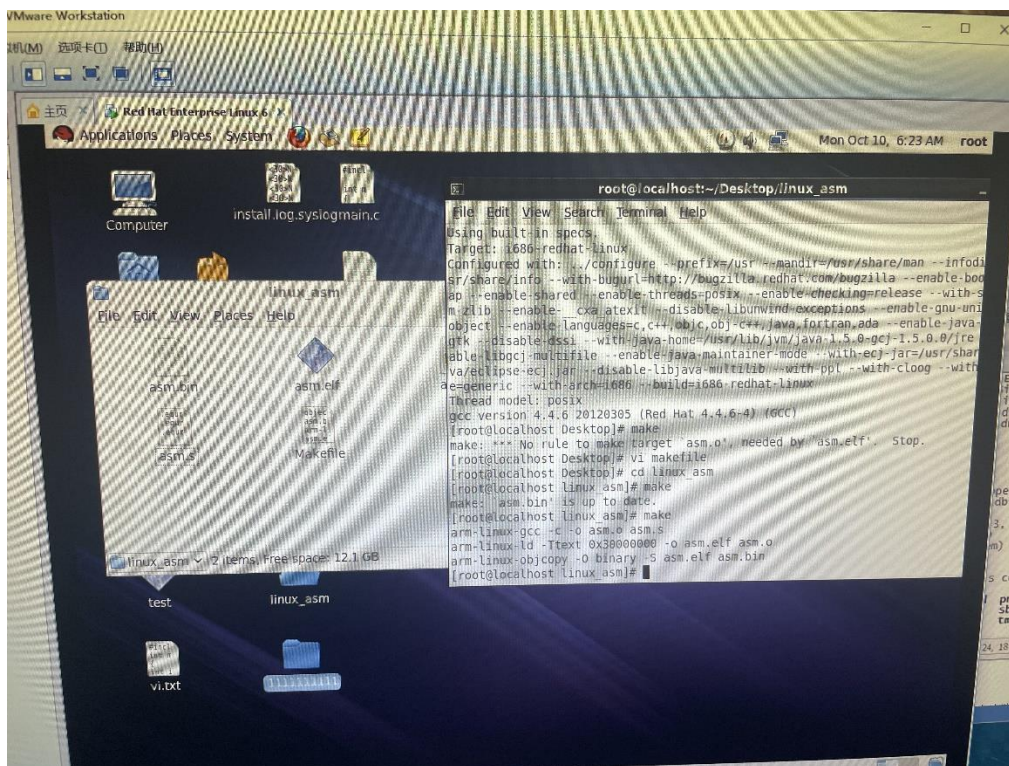 VMware Workstation
选项卡(T) 帮助(H)
主页 Red Hat Enterprise Linux 6
Applications Places System Mon Oct 10, 6:23 AM root
Computer
install.log.syslog main.c
linux_asm
File Edit View Places Help
asm.bin
asm.elf
asm.s
Makefile
linux_asm 2 items, Free space: 12.1 GB
test
linux_asm
vi.txt
root@localhost:~/Desktop/linux_asm
File Edit View Search Terminal Help
Using built-in specs.
Target: i686-redhat-linux
Configured with: ../configure --prefix=/usr --mandir=/usr/share/man --infodi
sr/share/info --with-bugurl=http://bugzilla.redhat.com/bugzilla --enable-boo
ap --enable-shared --enable-threads=posix --enable-checking=release --with-s
m-zlib --enable-__cxa_atexit --disable-libunwind-exceptions --enable-gnu-uni
object --enable-languages=c,c++,objc,obj-c++,java,fortran,ada --enable-java-
gtk --disable-dssi --with-java-home=/usr/lib/jvm/java-1.5.0-gcj-1.5.0.0/jre
able-libgcj-multifile --enable-java-maintainer-mode --with-ecj-jar=/usr/shar
va/eclipse-ecj.jar --disable-libjava-multilib --with-ppl --with-cloog --with
e=generic --with-arch=i686 --build=i686-redhat-linux
Thread model: posix
gcc version 4.4.6 20120305 (Red Hat 4.4.6-4) (GCC)
[root@localhost Desktop]# make
make: *** No rule to make target `asm.o', needed by `asm.elf'. Stop.
[root@localhost Desktop]# vi makefile
[root@localhost Desktop]# cd linux_asm
[root@localhost linux_asm]# make
make: `asm.bin' is up to date.
[root@localhost linux_asm]# make
arm-linux-gcc -c -o asm.o asm.s
arm-linux-ld -Ttext 0x30000000 -o asm.elf asm.o
arm-linux-objcopy -O binary -S asm.elf asm.bin
[root@localhost linux_asm]#